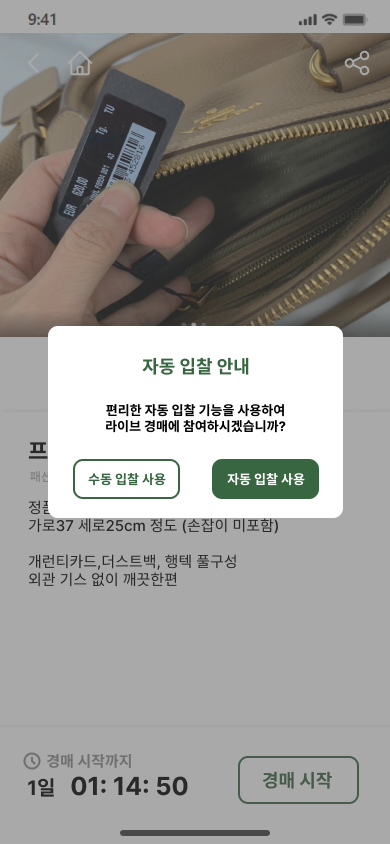 9:41
TU
Tg.
EUR 620,00
자동 입찰 안내
편리한 자동 입찰 기능을 사용하여
라이브 경매에 참여하시겠습니까?
수동 입찰 사용
자동 입찰 사용
프
패션
정품
가로37 세로25cm 정도 (손잡이 미포함)
개런티카드,더스트백, 행텍 풀구성
외관 기스 없이 깨끗한편
경매 시작까지
1일 01: 14: 50
경매 시작